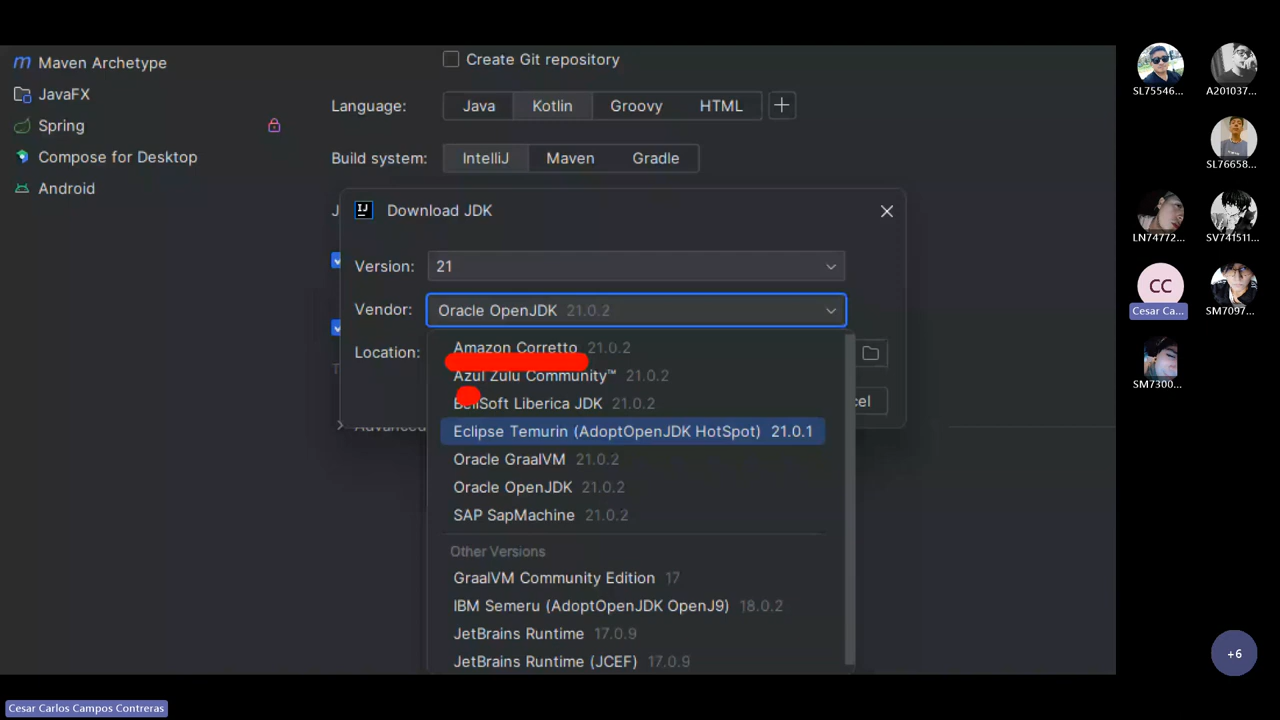 Maven Archetype
JavaFX
Spring
Compose for Desktop
Android
Create Git repository
Language: Java Kotlin Groovy HTML
Build system: IntelliJ Maven Gradle
J
IJ Download JDK
Version: 21
Vendor: Oracle OpenJDK 21.0.2
Location:
Amazon Corretto 21.0.2
Azul Zulu Community™ 21.0.2
BellSoft Liberica JDK 21.0.2
cel
Eclipse Temurin (AdoptOpenJDK HotSpot) 21.0.1
Advanced
Oracle GraalVM 21.0.2
Oracle OpenJDK 21.0.2
SAP SapMachine 21.0.2
Other Versions
GraalVM Community Edition 17
IBM Semeru (AdoptOpenJDK OpenJ9) 18.0.2
JetBrains Runtime 17.0.9
JetBrains Runtime (JCEF) 17.0.9
SL75546...
A201037...
SL76658...
LN74772...
SV741511...
CC
Cesar Ca...
SM7097...
SM7300...
+6
Cesar Carlos Campos Contreras